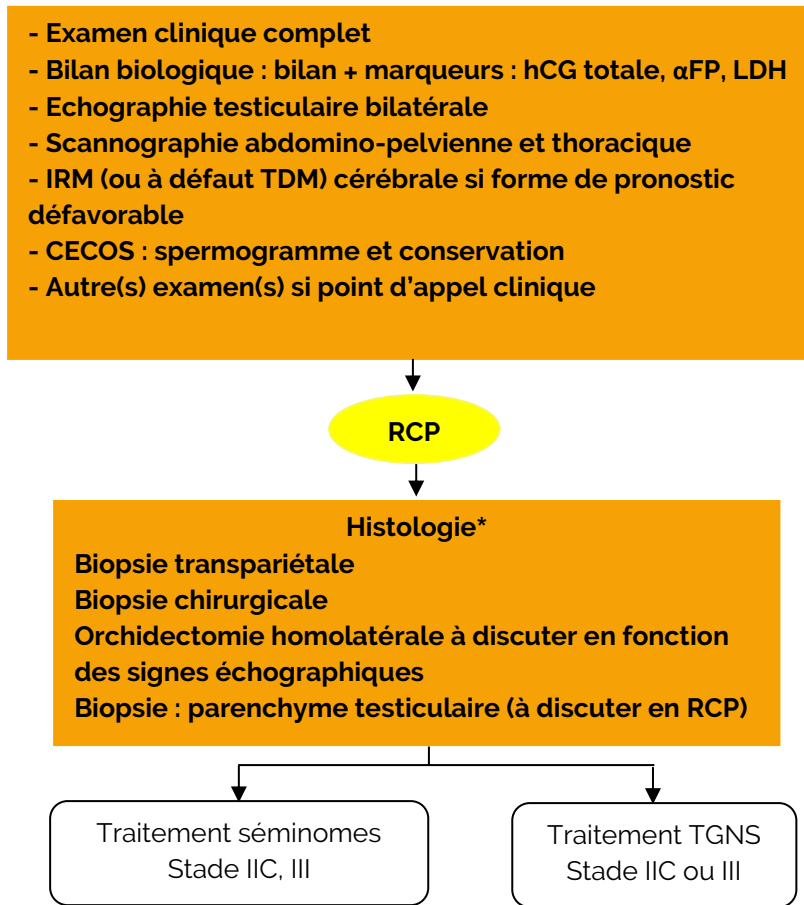 - Examen clinique complet
- Bilan biologique : bilan + marqueurs : hCG totale, αFP, LDH
- Echographie testiculaire bilatérale
- Scannographie abdomino-pelvienne et thoracique
- IRM (ou à défaut TDM) cérébrale si forme de pronostic
défavorable
- CECOS : spermogramme et conservation
- Autre(s) examen(s) si point d’appel clinique
RCP
Histologie*
Biopsie transpariétale
Biopsie chirurgicale
Orchidectomie homolatérale à discuter en fonction
des signes échographiques
Biopsie : parenchyme testiculaire (à discuter en RCP)
Traitement séminomes
Stade IIC, III
Traitement TGNS
Stade IIC ou III